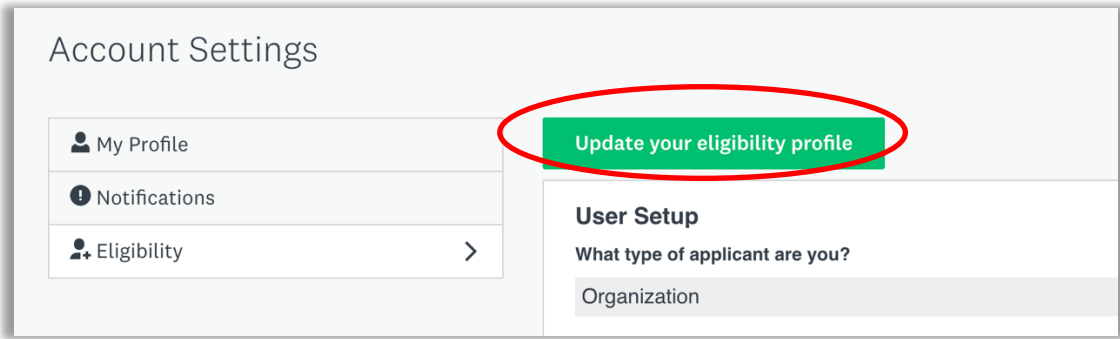 Account Settings
My Profile
Notifications
Eligibility
Update your eligibility profile
User Setup
What type of applicant are you?
Organization